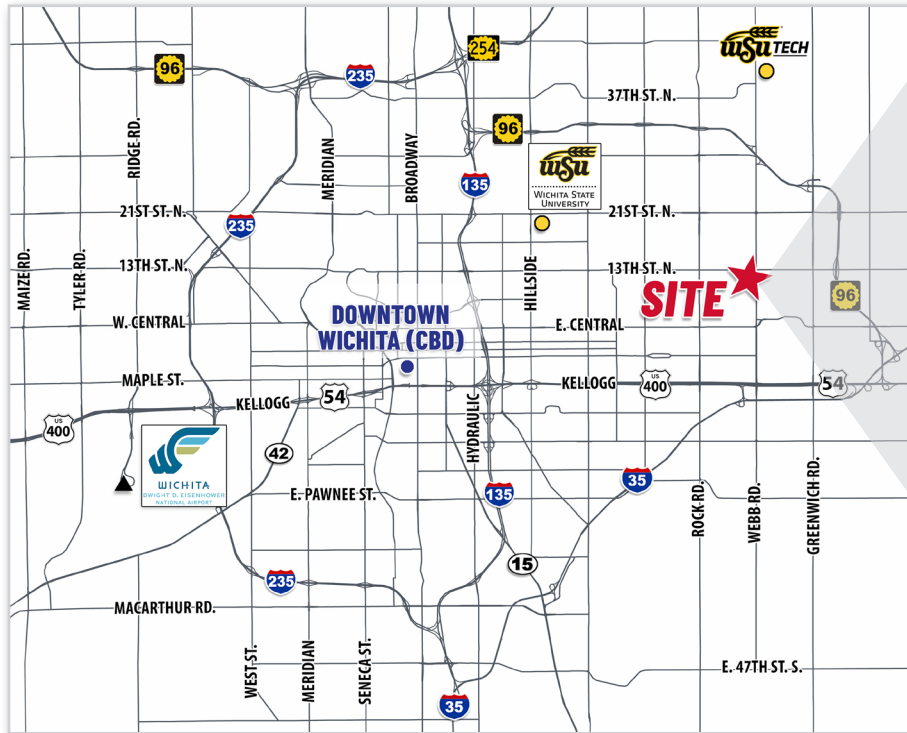 254
WSU TECH
96
235
37TH ST. N.
96
RIDGE RD.
MERIDIAN
BROADWAY
WSU
WICHITA STATE
UNIVERSITY
135
21ST ST. N.
21ST ST. N.
235
MAIZE RD.
TYLER RD.
13TH ST. N.
HILLSIDE
13TH ST. N.
SITE
96
DOWNTOWN
WICHITA (CBD)
W. CENTRAL
E. CENTRAL
MAPLE ST.
KELLOGG
US
400
54
54
KELLOGG
US
400
HYDRAULIC
42
WICHITA
DWIGHT D. EISENHOWER
NATIONAL AIRPORT
E. PAWNEE ST.
135
35
ROCK RD.
WEBB RD.
GREENWICH RD.
15
235
MACARTHUR RD.
WEST ST.
MERIDIAN
SENECA ST.
E. 47TH ST. S.
35